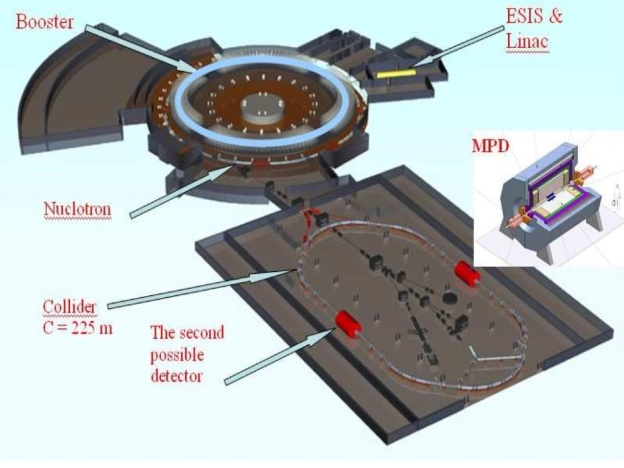 Booster
ESIS &
Linac
MPD
Nuclotron
Collider
C = 225 m
The second
possible
detector